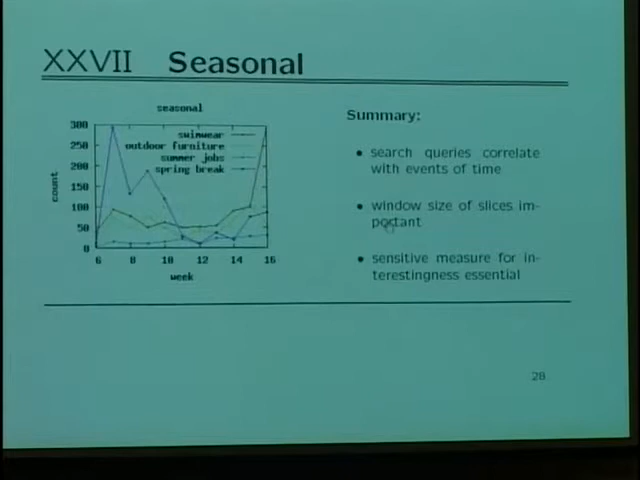 XXVII Seasonal
seasonal
300
250
200
150
100
50
0
count
swimwear
outdoor furniture
summer jobs
spring break
6 8 10 12 14 16
week
Summary:
• search queries correlate
with events of time
• window size of slices im-
portant
• sensitive measure for in-
terestingness essential
28